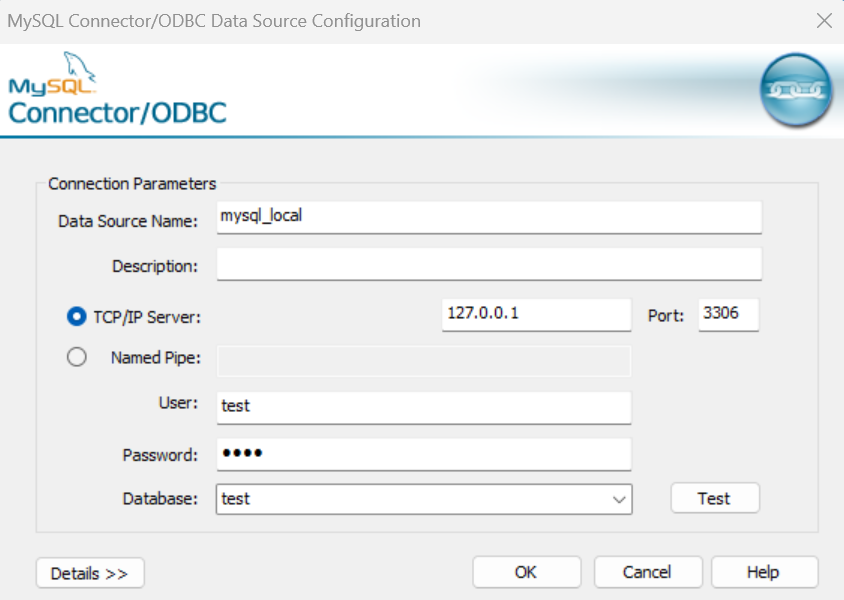 MySQL Connector/ODBC Data Source Configuration
MySQL
Connector/ODBC
Connection Parameters
Data Source Name: mysql_local
Description:
TCP/IP Server: 127.0.0.1 Port: 3306
Named Pipe:
User: test
Password: ●●●●
Database: test Test
Details >> OK Cancel Help